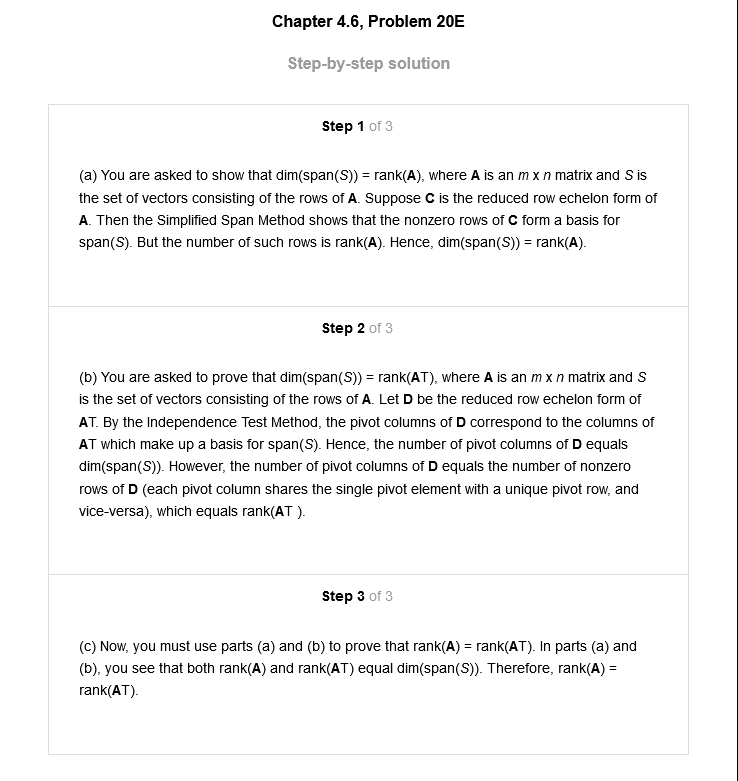 Chapter 4.6, Problem 20E
Step-by-step solution
Step 1 of 3
(a) You are asked to show that dim(span(S)) = rank(A), where A is an m x n matrix and S is
the set of vectors consisting of the rows of A. Suppose C is the reduced row echelon form of
A. Then the Simplified Span Method shows that the nonzero rows of C form a basis for
span(S). But the number of such rows is rank(A). Hence, dim(span(S)) = rank(A).
Step 2 of 3
(b) You are asked to prove that dim(span(S)) = rank(AT), where A is an m x n matrix and S
is the set of vectors consisting of the rows of A. Let D be the reduced row echelon form of
AT. By the Independence Test Method, the pivot columns of D correspond to the columns of
AT which make up a basis for span(S). Hence, the number of pivot columns of D equals
dim(span(S)). However, the number of pivot columns of D equals the number of nonzero
rows of D (each pivot column shares the single pivot element with a unique pivot row, and
vice-versa), which equals rank(AT ).
Step 3 of 3
(c) Now, you must use parts (a) and (b) to prove that rank(A) = rank(AT). In parts (a) and
(b), you see that both rank(A) and rank(AT) equal dim(span(S)). Therefore, rank(A) =
rank(AT).